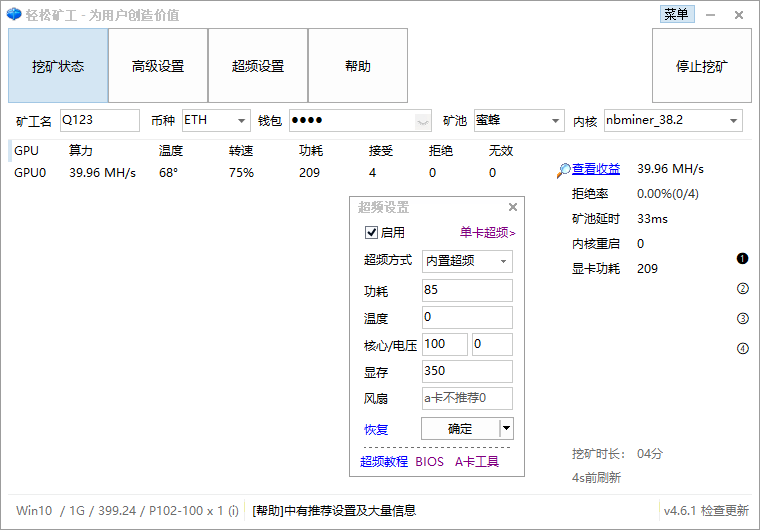 轻松矿工 - 为用户创造价值 菜单
挖矿状态 高级设置 超频设置 帮助 停止挖矿
矿工名 Q123 币种 ETH 钱包 ●●●● 矿池 蜜蜂 内核 nbminer_38.2
GPU 算力 温度 转速 功耗 接受 拒绝 无效
GPU0 39.96 MH/s 68° 75% 209 4 0 0
查看收益 39.96 MH/s
拒绝率 0.00%(0/4)
矿池延时 33ms
内核重启 0
显卡功耗 209
❶
②
③
④
超频设置
启用 单卡超频>
超频方式 内置超频
功耗 85
温度 0
核心/电压 100 0
显存 350
风扇 a卡不推荐0
恢复 确定
超频教程 BIOS A卡工具
挖矿时长: 04分
4s前刷新
Win10 / 1G / 399.24 / P102-100 x 1 (i) [帮助]中有推荐设置及大量信息 v4.6.1 检查更新